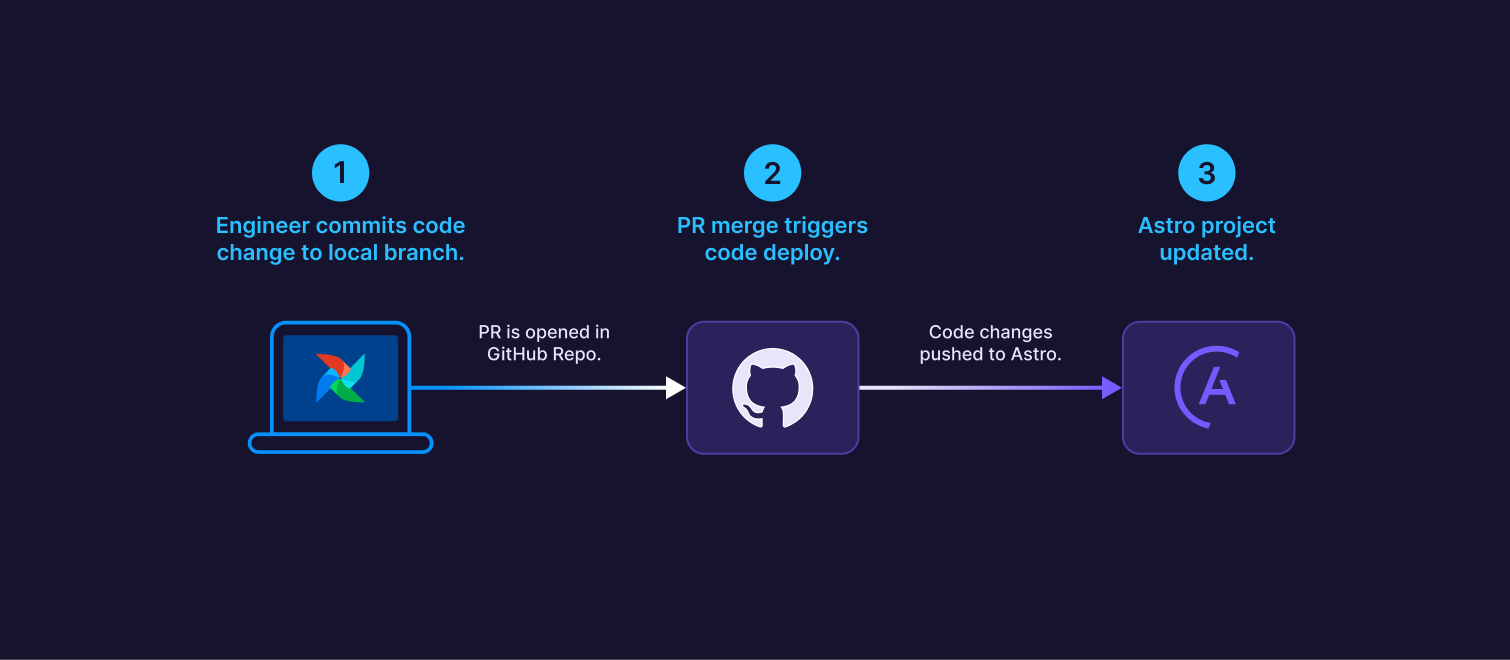 1
Engineer commits code
change to local branch.
2
PR merge triggers
code deploy.
3
Astro project
updated.
PR is opened in
GitHub Repo.
Code changes
pushed to Astro.